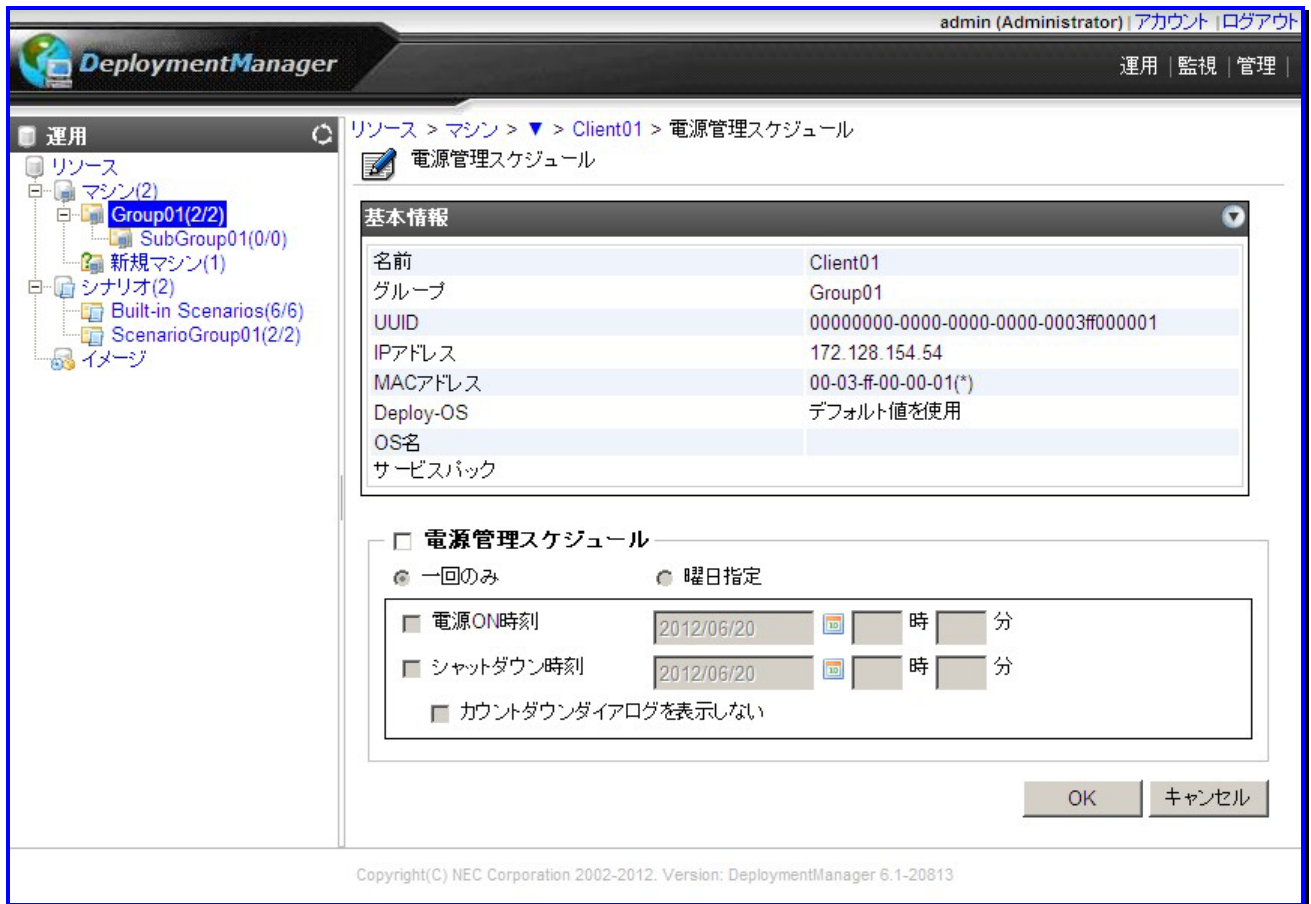 admin (Administrator) | アカウント | ログアウト
DeploymentManager
運用 | 監視 | 管理 |
運用
リソース
マシン(2)
Group01(2/2)
SubGroup01(0/0)
新規マシン(1)
シナリオ(2)
Built-in Scenarios(6/6)
ScenarioGroup01(2/2)
イメージ
リソース > マシン > ▼ > Client01 > 電源管理スケジュール
電源管理スケジュール
基本情報
名前 Client01
グループ Group01
UUID 00000000-0000-0000-0000-0003ff000001
IPアドレス 172.128.154.54
MACアドレス 00-03-ff-00-00-01(*)
Deploy-OS デフォルト値を使用
OS名
サービスパック
電源管理スケジュール
一回のみ 曜日指定
電源ON時刻 2012/06/20 10 時 分
シャットダウン時刻 2012/06/20 10 時 分
カウントダウンダイアログを表示しない
OK キャンセル
Copyright(C) NEC Corporation 2002-2012. Version: DeploymentManager 6.1-20813